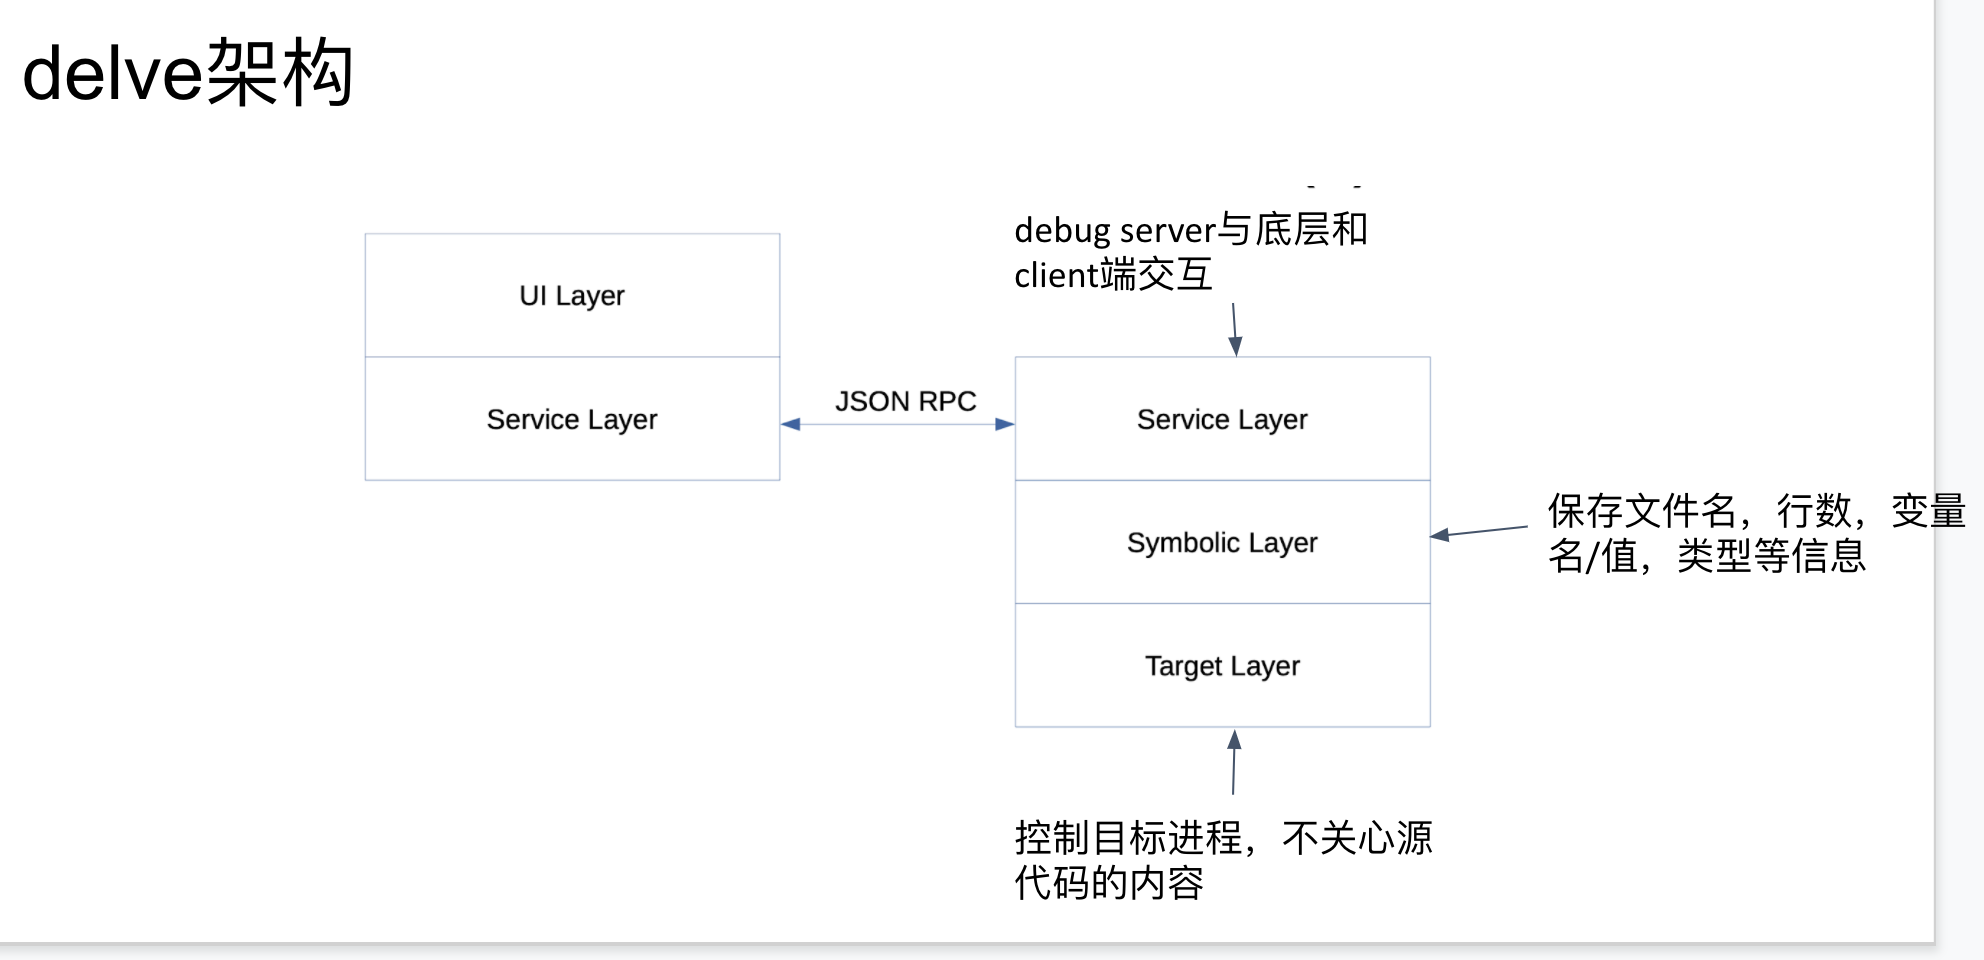 delve架构
debug server与底层和
client端交互
UI Layer
Service Layer
JSON RPC
Service Layer
Symbolic Layer
Target Layer
保存文件名，行数，变量
名/值，类型等信息
控制目标进程，不关心源
代码的内容